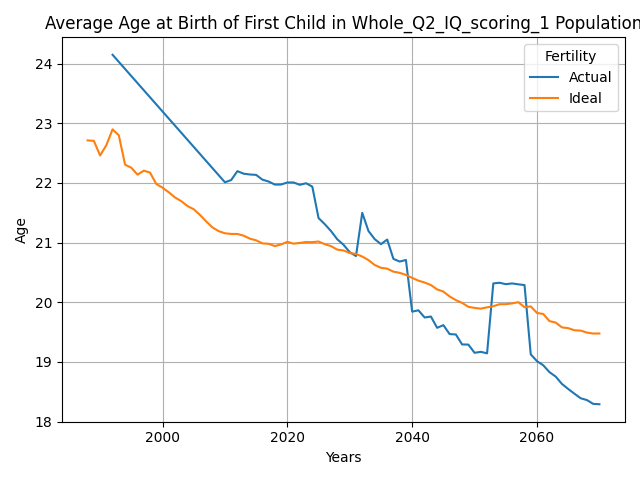 Average Age at Birth of First Child in Whole_Q2_IQ_scoring_1 Population
Fertility
Actual
Ideal
24
23
22
21
20
19
18
Age
2000
2020
2040
2060
Years